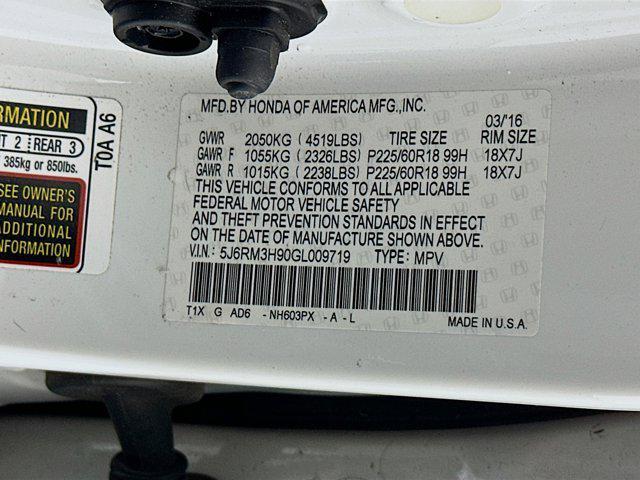 RMATION
T 2 REAR 3
385kg or 850lbs.
SEE OWNER'S
MANUAL FOR
ADDITIONAL
INFORMATION
T0A A6
MFD.BY HONDA OF AMERICA MFG.,INC.
03/'16
GVWR 2050KG (4519LBS) TIRE SIZE RIM SIZE
GAWR F 1055KG (2326LBS) P225/60R18 99H 18X7J
GAWR R 1015KG (2238LBS) P225/60R18 99H 18X7J
THIS VEHICLE CONFORMS TO ALL APPLICABLE
FEDERAL MOTOR VEHICLE SAFETY
AND THEFT PREVENTION STANDARDS IN EFFECT
ON THE DATE OF MANUFACTURE SHOWN ABOVE.
V.I.N.: 5J6RM3H90GL009719 TYPE: MPV
T1X G AD6 -NH603PX -A-L
MADE IN U.S.A.